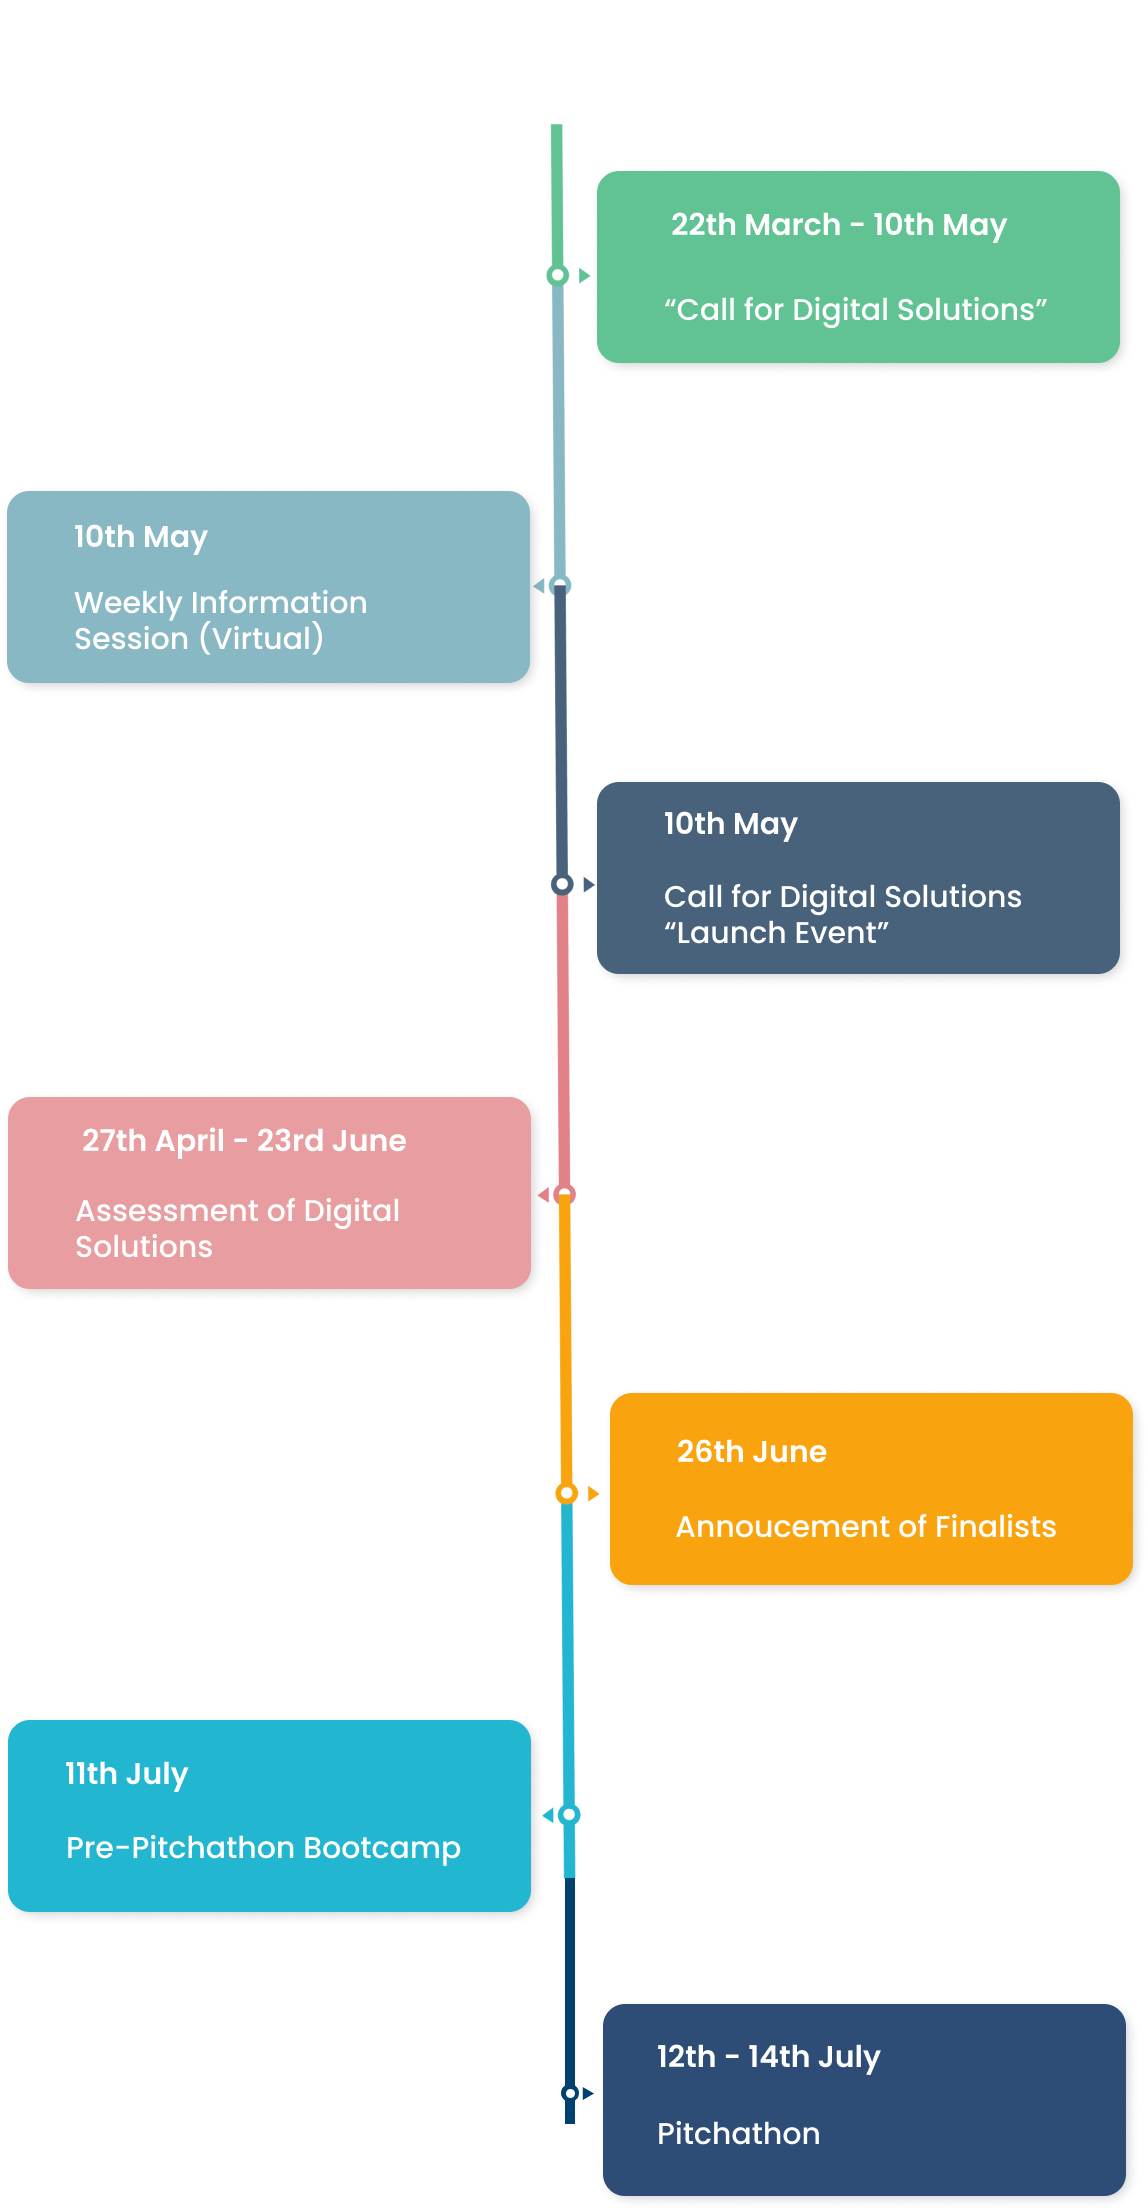 22th March - 10th May
“Call for Digital Solutions”
10th May
Weekly Information
Session (Virtual)
10th May
Call for Digital Solutions
“Launch Event”
27th April - 23rd June
Assessment of Digital
Solutions
26th June
Annoucement of Finalists
11th July
Pre-Pitchathon Bootcamp
12th - 14th July
Pitchathon